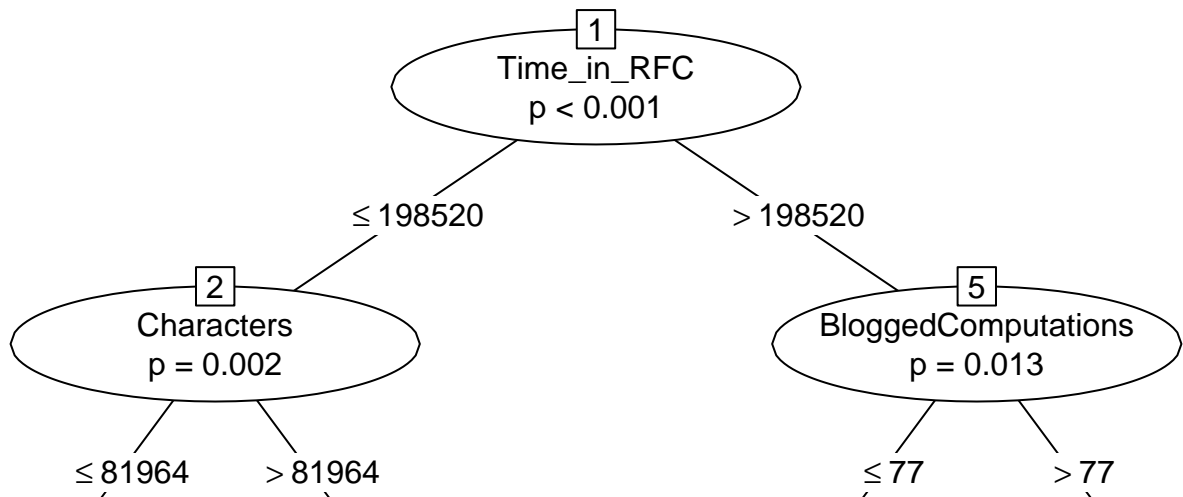 1
Time_in_RFC
p < 0.001
≤ 198520
> 198520
2
Characters
p = 0.002
5
BloggedComputations
p = 0.013
≤ 81964
> 81964
≤ 77
> 77